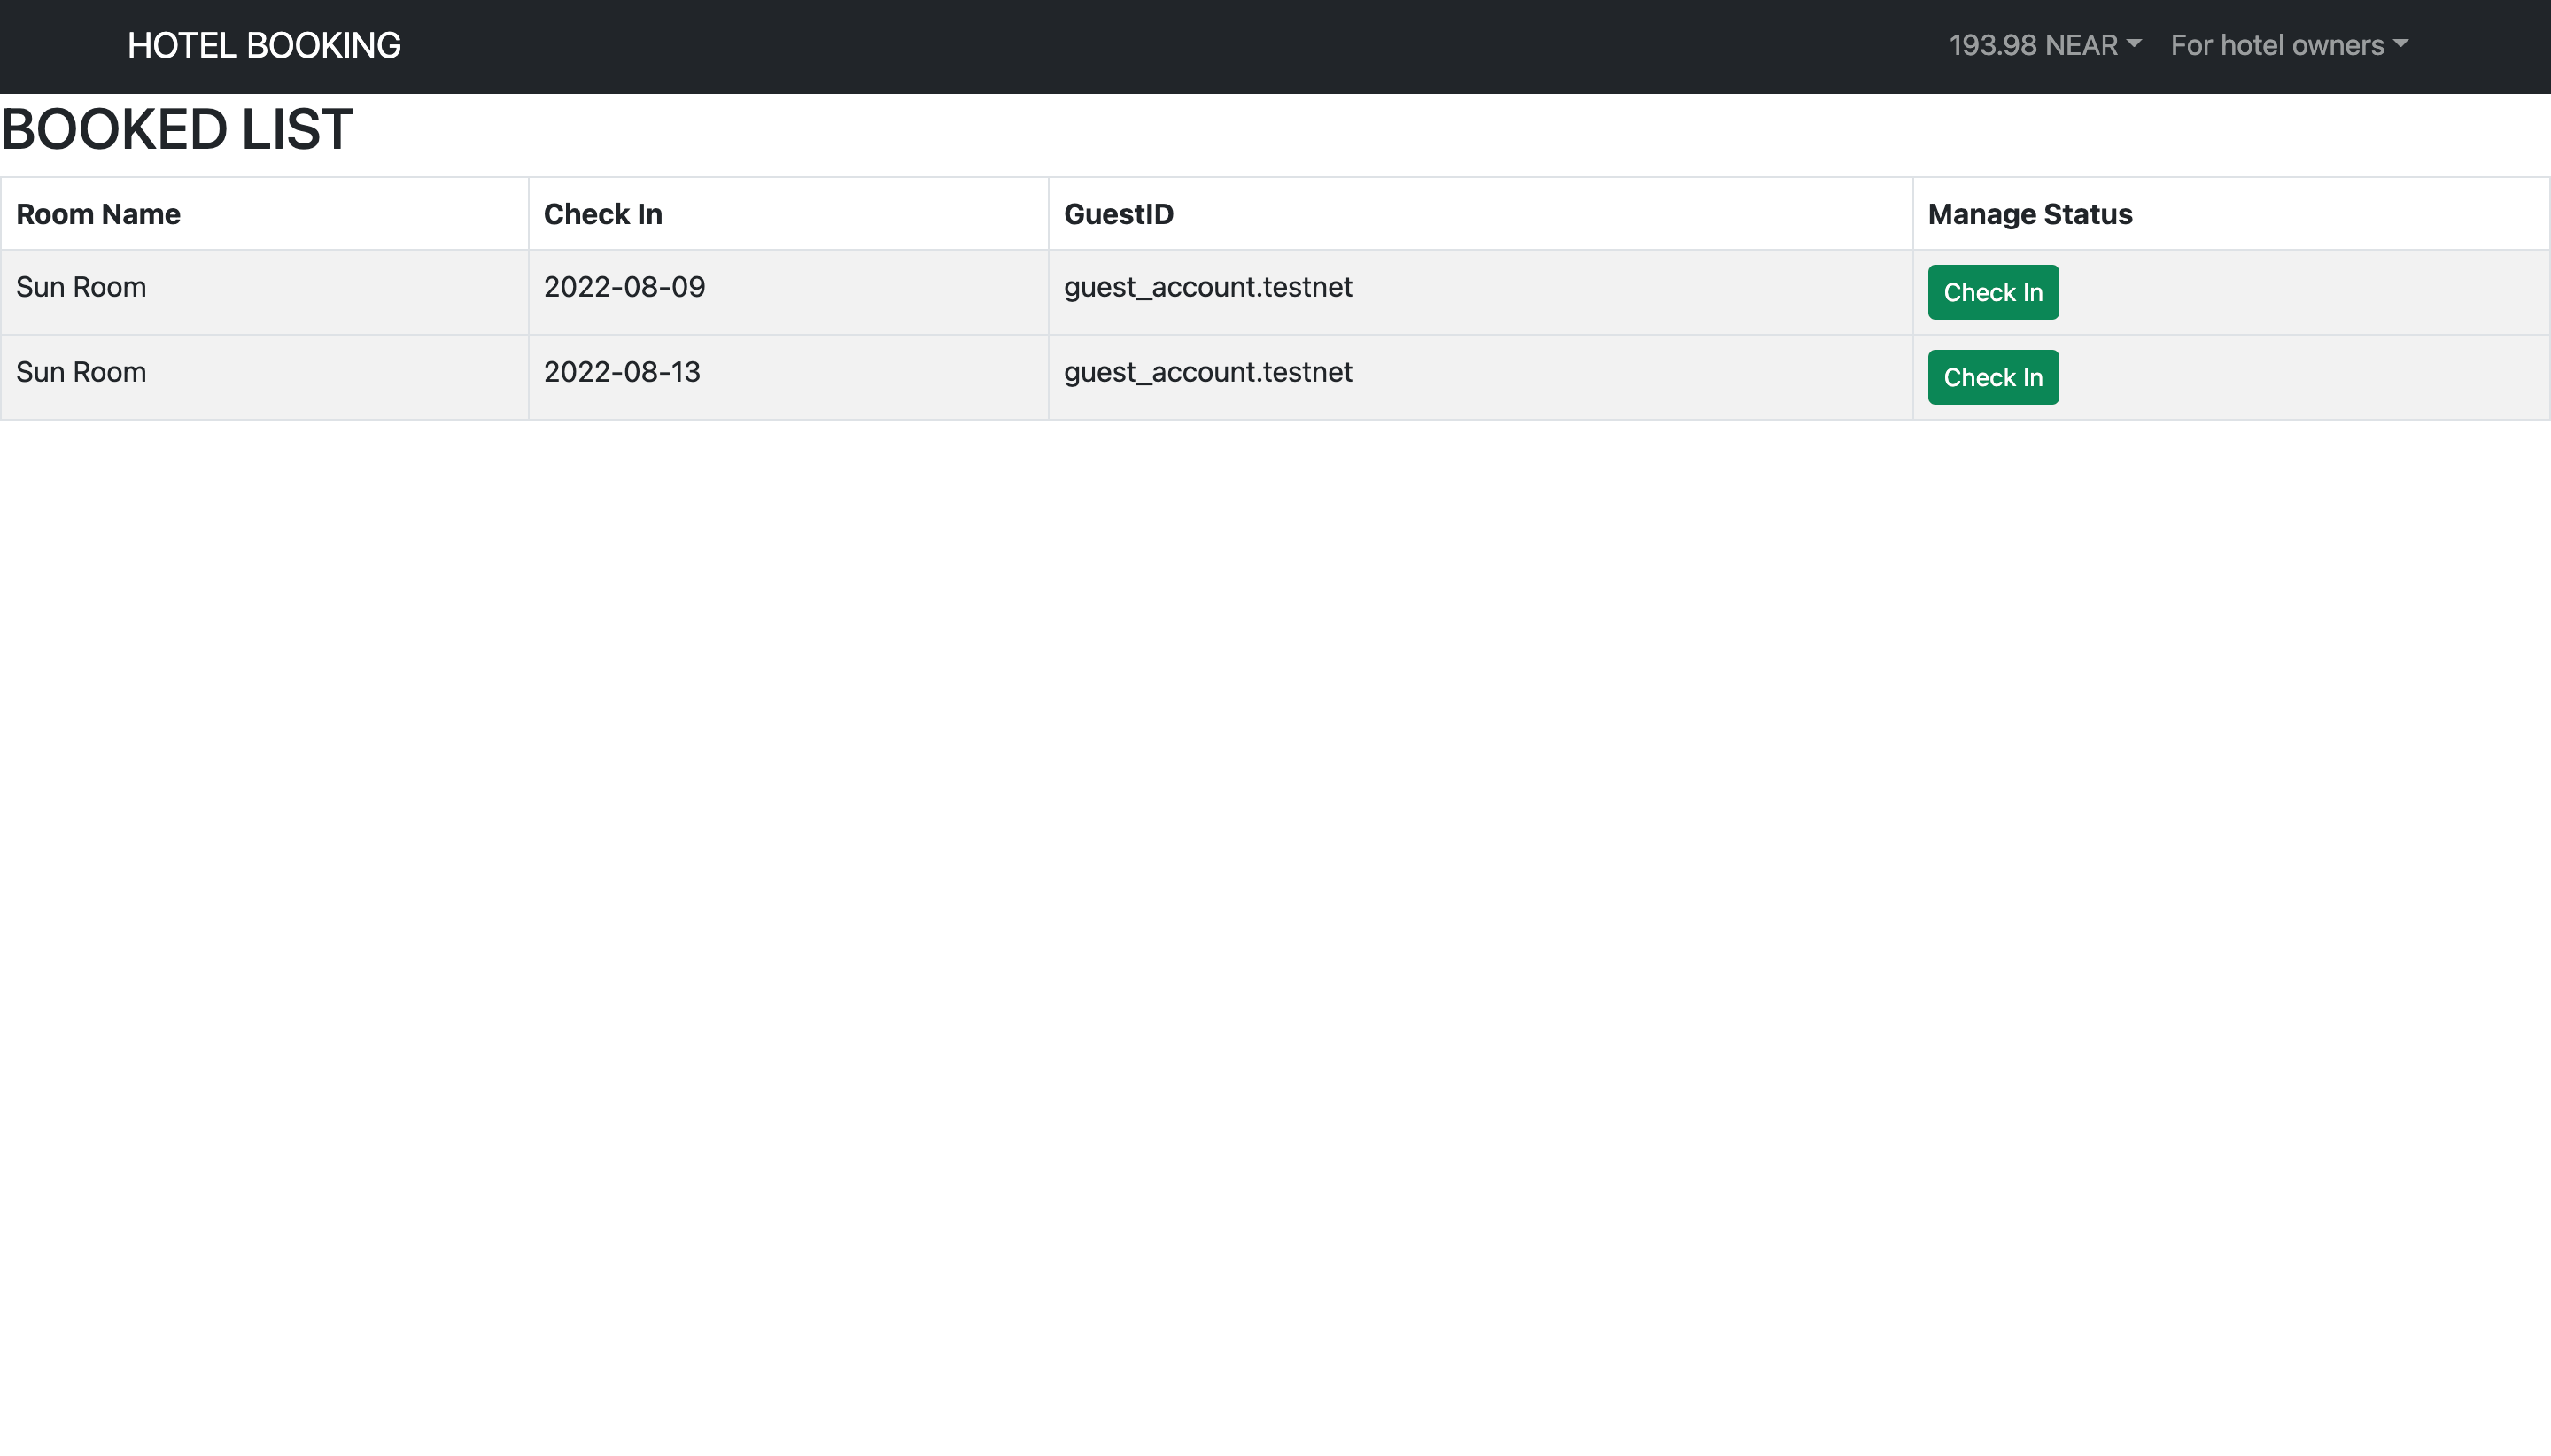 HOTEL BOOKING 193.98 NEAR For hotel owners
BOOKED LIST
Room Name Check In GuestID Manage Status
Sun Room 2022-08-09 guest_account.testnet Check In
Sun Room 2022-08-13 guest_account.testnet Check In